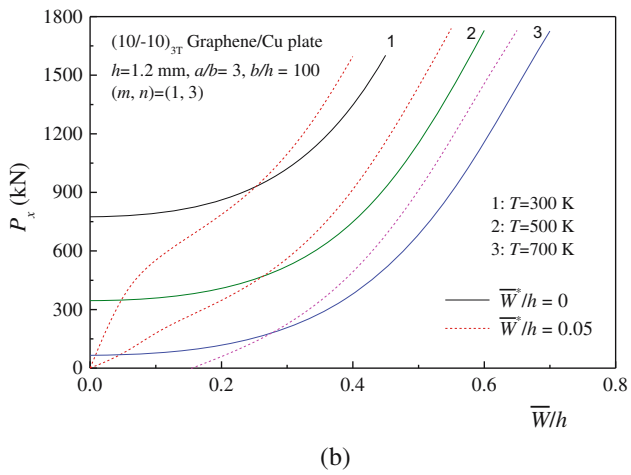 1800
1500
1200
900
600
300
0
P_x (kN)
(10/-10)_3T Graphene/Cu plate
h=1.2 mm, a/b= 3, b/h = 100
(m, n)=(1, 3)
1
2
3
1: T=300 K
2: T=500 K
3: T=700 K
W̅*/h = 0
W̅*/h = 0.05
0.0
0.2
0.4
0.6
0.8
W̅/h
(b)